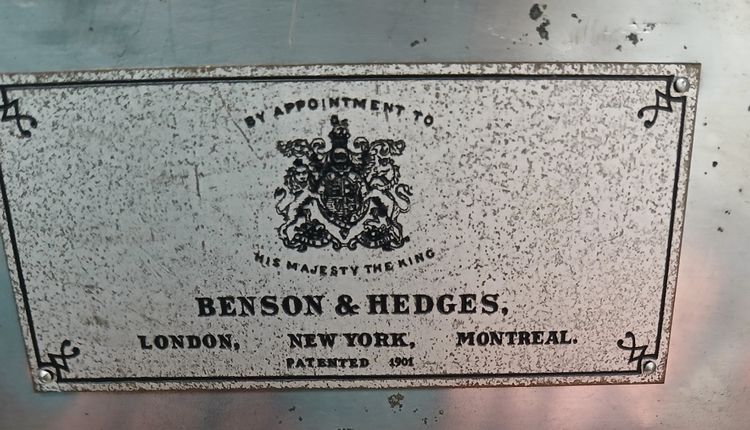 BY APPOINTMENT TO
HIS MAJESTY THE KING
BENSON & HEDGES,
LONDON, NEW YORK, MONTREAL.
PATENTED 1901